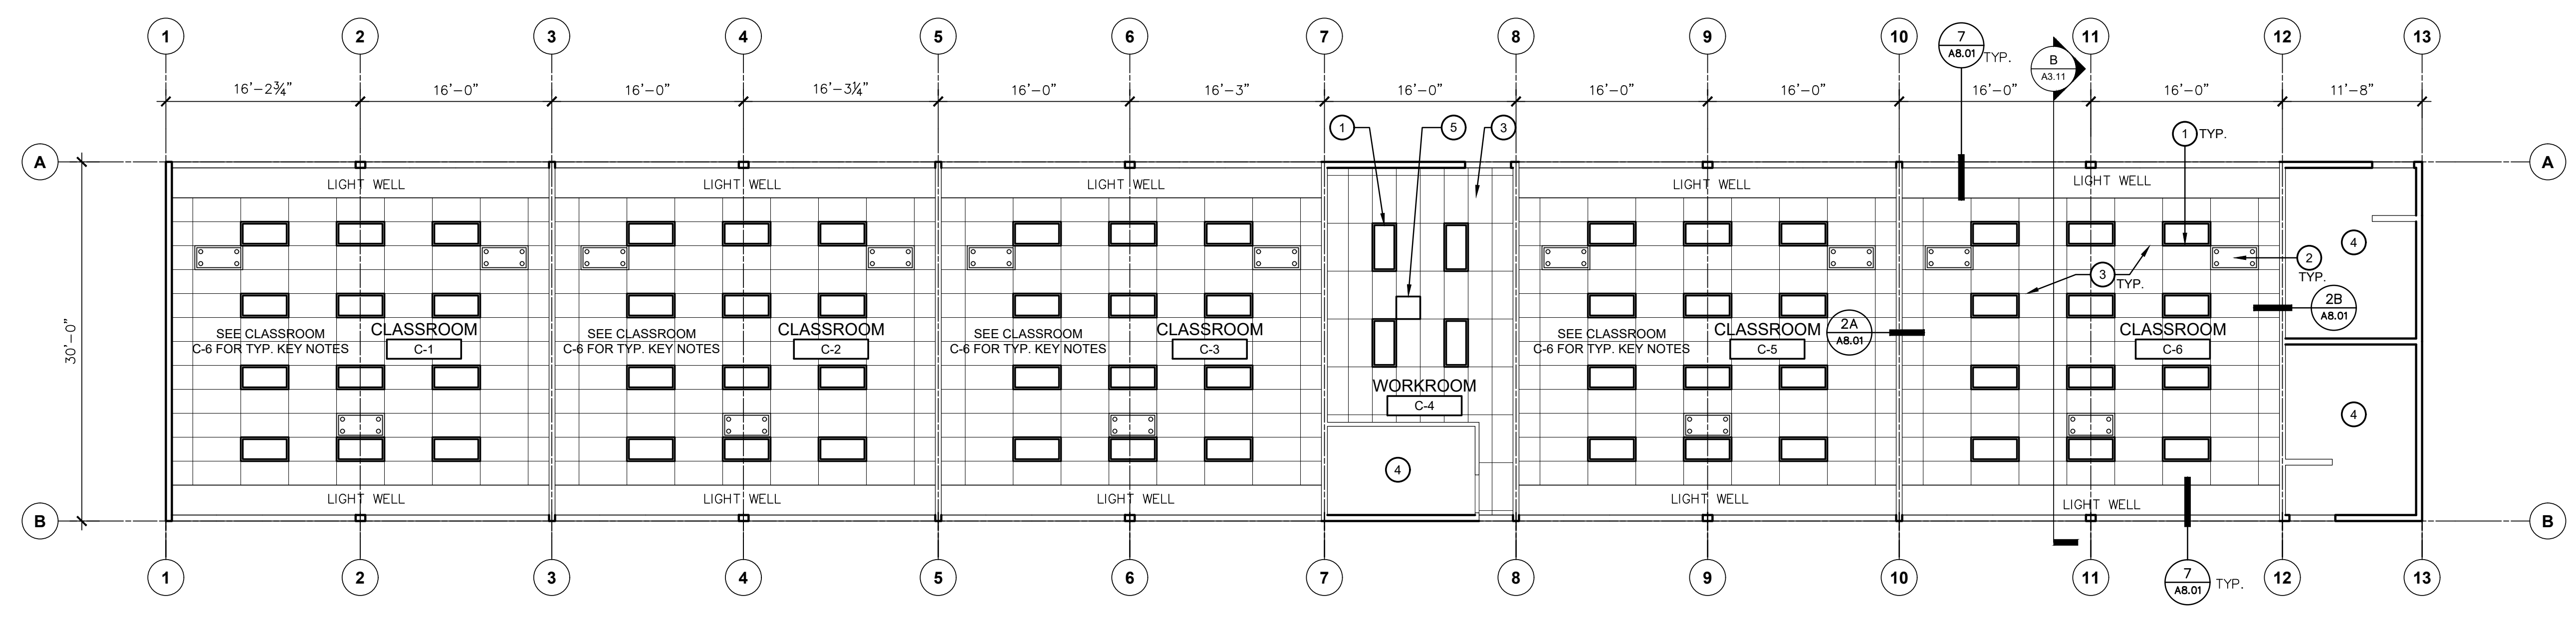 1 2 3 4 5 6 7 8 9 10 11 12 13
7
A8.01 TYP.
B
A3.11
16'-2¾" 16'-0" 16'-0" 16'-3¼" 16'-0" 16'-3" 16'-0" 16'-0" 16'-0" 16'-0" 16'-0" 11'-8"
1 5 3 1 TYP.
A A
LIGHT WELL LIGHT WELL LIGHT WELL LIGHT WELL LIGHT WELL
4
2
TYP.
3
TYP.
2B
A8.01
30'-0"
SEE CLASSROOM
C-6 FOR TYP. KEY NOTES
CLASSROOM
C-1
SEE CLASSROOM
C-6 FOR TYP. KEY NOTES
CLASSROOM
C-2
SEE CLASSROOM
C-6 FOR TYP. KEY NOTES
CLASSROOM
C-3
WORKROOM
C-4
SEE CLASSROOM
C-6 FOR TYP. KEY NOTES
CLASSROOM
C-5
2A
A8.01
CLASSROOM
C-6
4
4
LIGHT WELL LIGHT WELL LIGHT WELL LIGHT WELL LIGHT WELL
B B
1 2 3 4 5 6 7 8 9 10 11 12 13
7
A8.01 TYP.